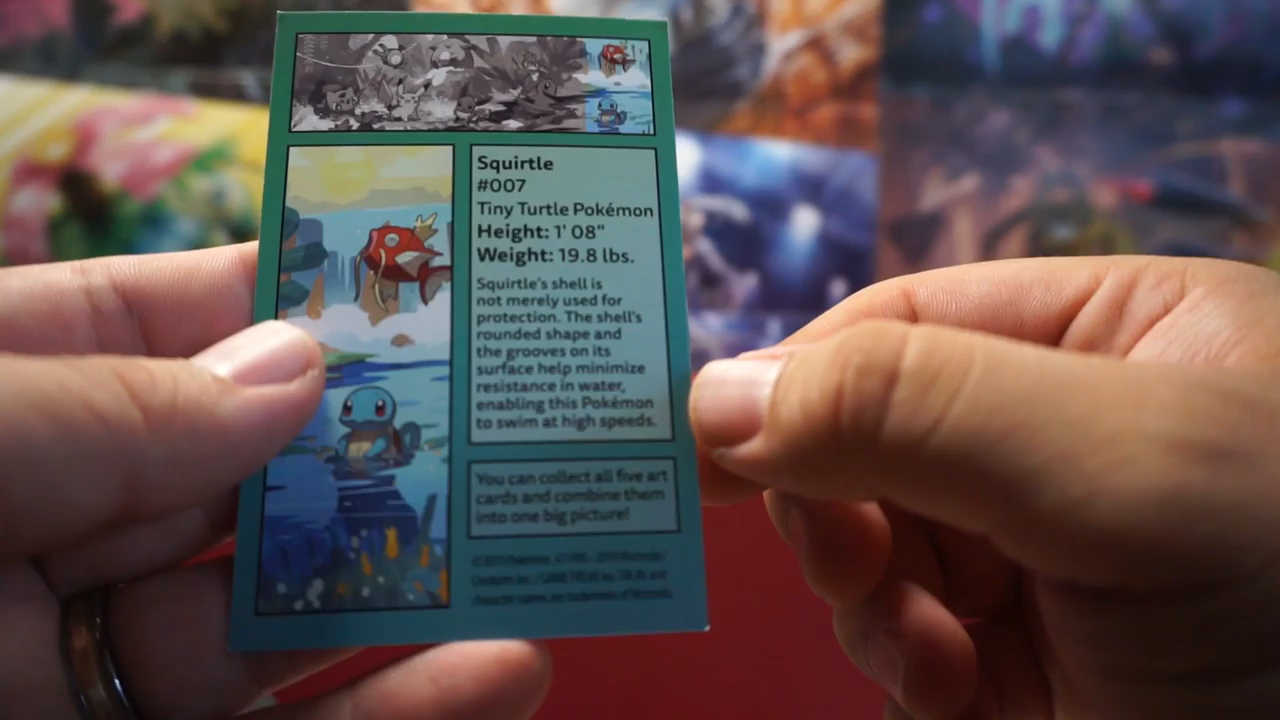 Squirtle
#007
Tiny Turtle Pokémon
Height: 1' 08"
Weight: 19.8 lbs.
Squirtle's shell is
not merely used for
protection. The shell's
rounded shape and
the grooves on its
surface help minimize
resistance in water,
enabling this Pokémon
to swim at high speeds.
You can collect all five art
cards and combine them
into one big picture!